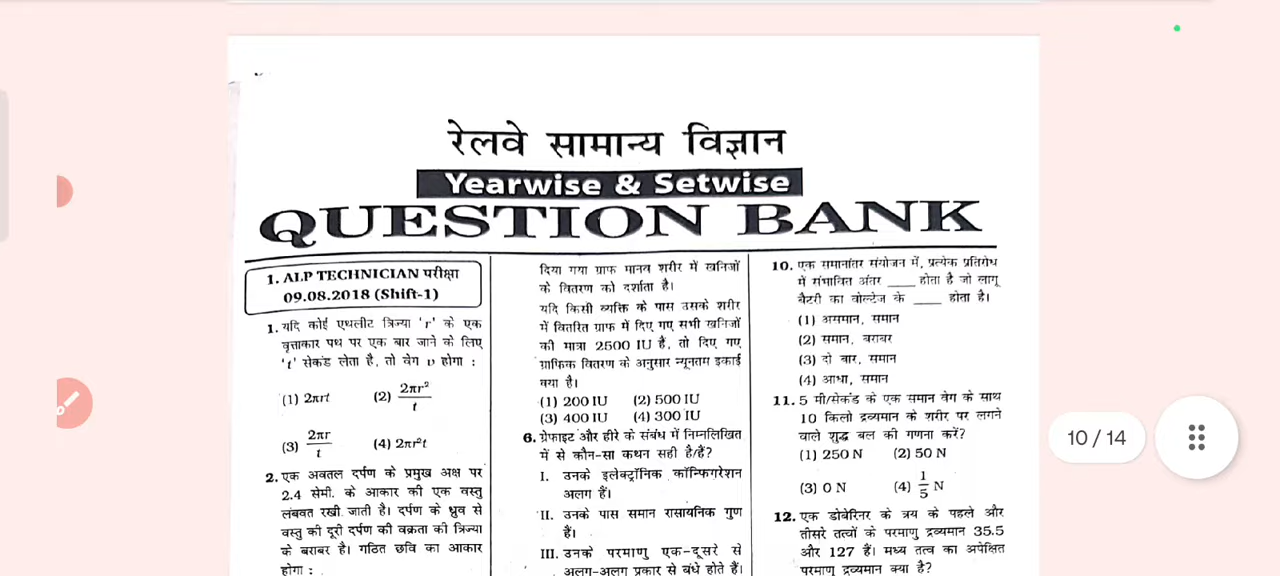 रेलवे सामान्य विज्ञान
Yearwise & Setwise
QUESTION BANK
1. ALP TECHNICIAN परीक्षा
09.08.2018 (Shift-1)
1. यदि कोई एथलीट त्रिज्या 'r' के एक
वृत्ताकार पथ पर एक बार जाने के लिए
't' सेकंड लेता है, तो वेग υ होगा :
(1) 2πrt (2) 2πr²/t
(3) 2πr/t (4) 2πr²t
2. एक अवतल दर्पण के प्रमुख अक्ष पर
2.4 सेमी. के आकार की एक वस्तु
लंबवत रखी जाती है। दर्पण के ध्रुव से
वस्तु की दूरी दर्पण की वक्रता की त्रिज्या
के बराबर है। गठित छवि का आकार
होगा :
दिया गया ग्राफ मानव शरीर में खनिजों
के वितरण को दर्शाता है।
यदि किसी व्यक्ति के पास उसके शरीर
में वितरित ग्राफ में दिए गए सभी खनिजों
की मात्रा 2500 IU हैं, तो दिए गए
ग्राफिक वितरण के अनुसार न्यूनतम इकाई
क्या है।
(1) 200 IU (2) 500 IU
(3) 400 IU (4) 300 IU
6. ग्रेफाइट और हीरे के संबंध में निम्नलिखित
में से कौन-सा कथन सही है/हैं?
I. उनके इलेक्ट्रॉनिक कॉन्फिगरेशन
अलग हैं।
II. उनके पास समान रासायनिक गुण
हैं।
III. उनके परमाणु एक-दूसरे से
अलग-अलग प्रकार से बंधे होते हैं।
10. एक समानांतर संयोजन में, प्रत्येक प्रतिरोध
में संभावित अंतर ____ होता है जो लागू
बैटरी का वोल्टेज के ____ होता है।
(1) असमान, समान
(2) समान, बराबर
(3) दो बार, समान
(4) आधा, समान
11. 5 मी/सेकंड के एक समान वेग के साथ
10 किलो द्रव्यमान के शरीर पर लगने
वाले शुद्ध बल की गणना करें?
(1) 250 N (2) 50 N
(3) 0 N (4) 1/5 N
12. एक डोबेरिनर के त्रय के पहले और
तीसरे तत्वों के परमाणु द्रव्यमान 35.5
और 127 हैं। मध्य तत्व का अपेक्षित
परमाणु द्रव्यमान क्या है?
10 / 14